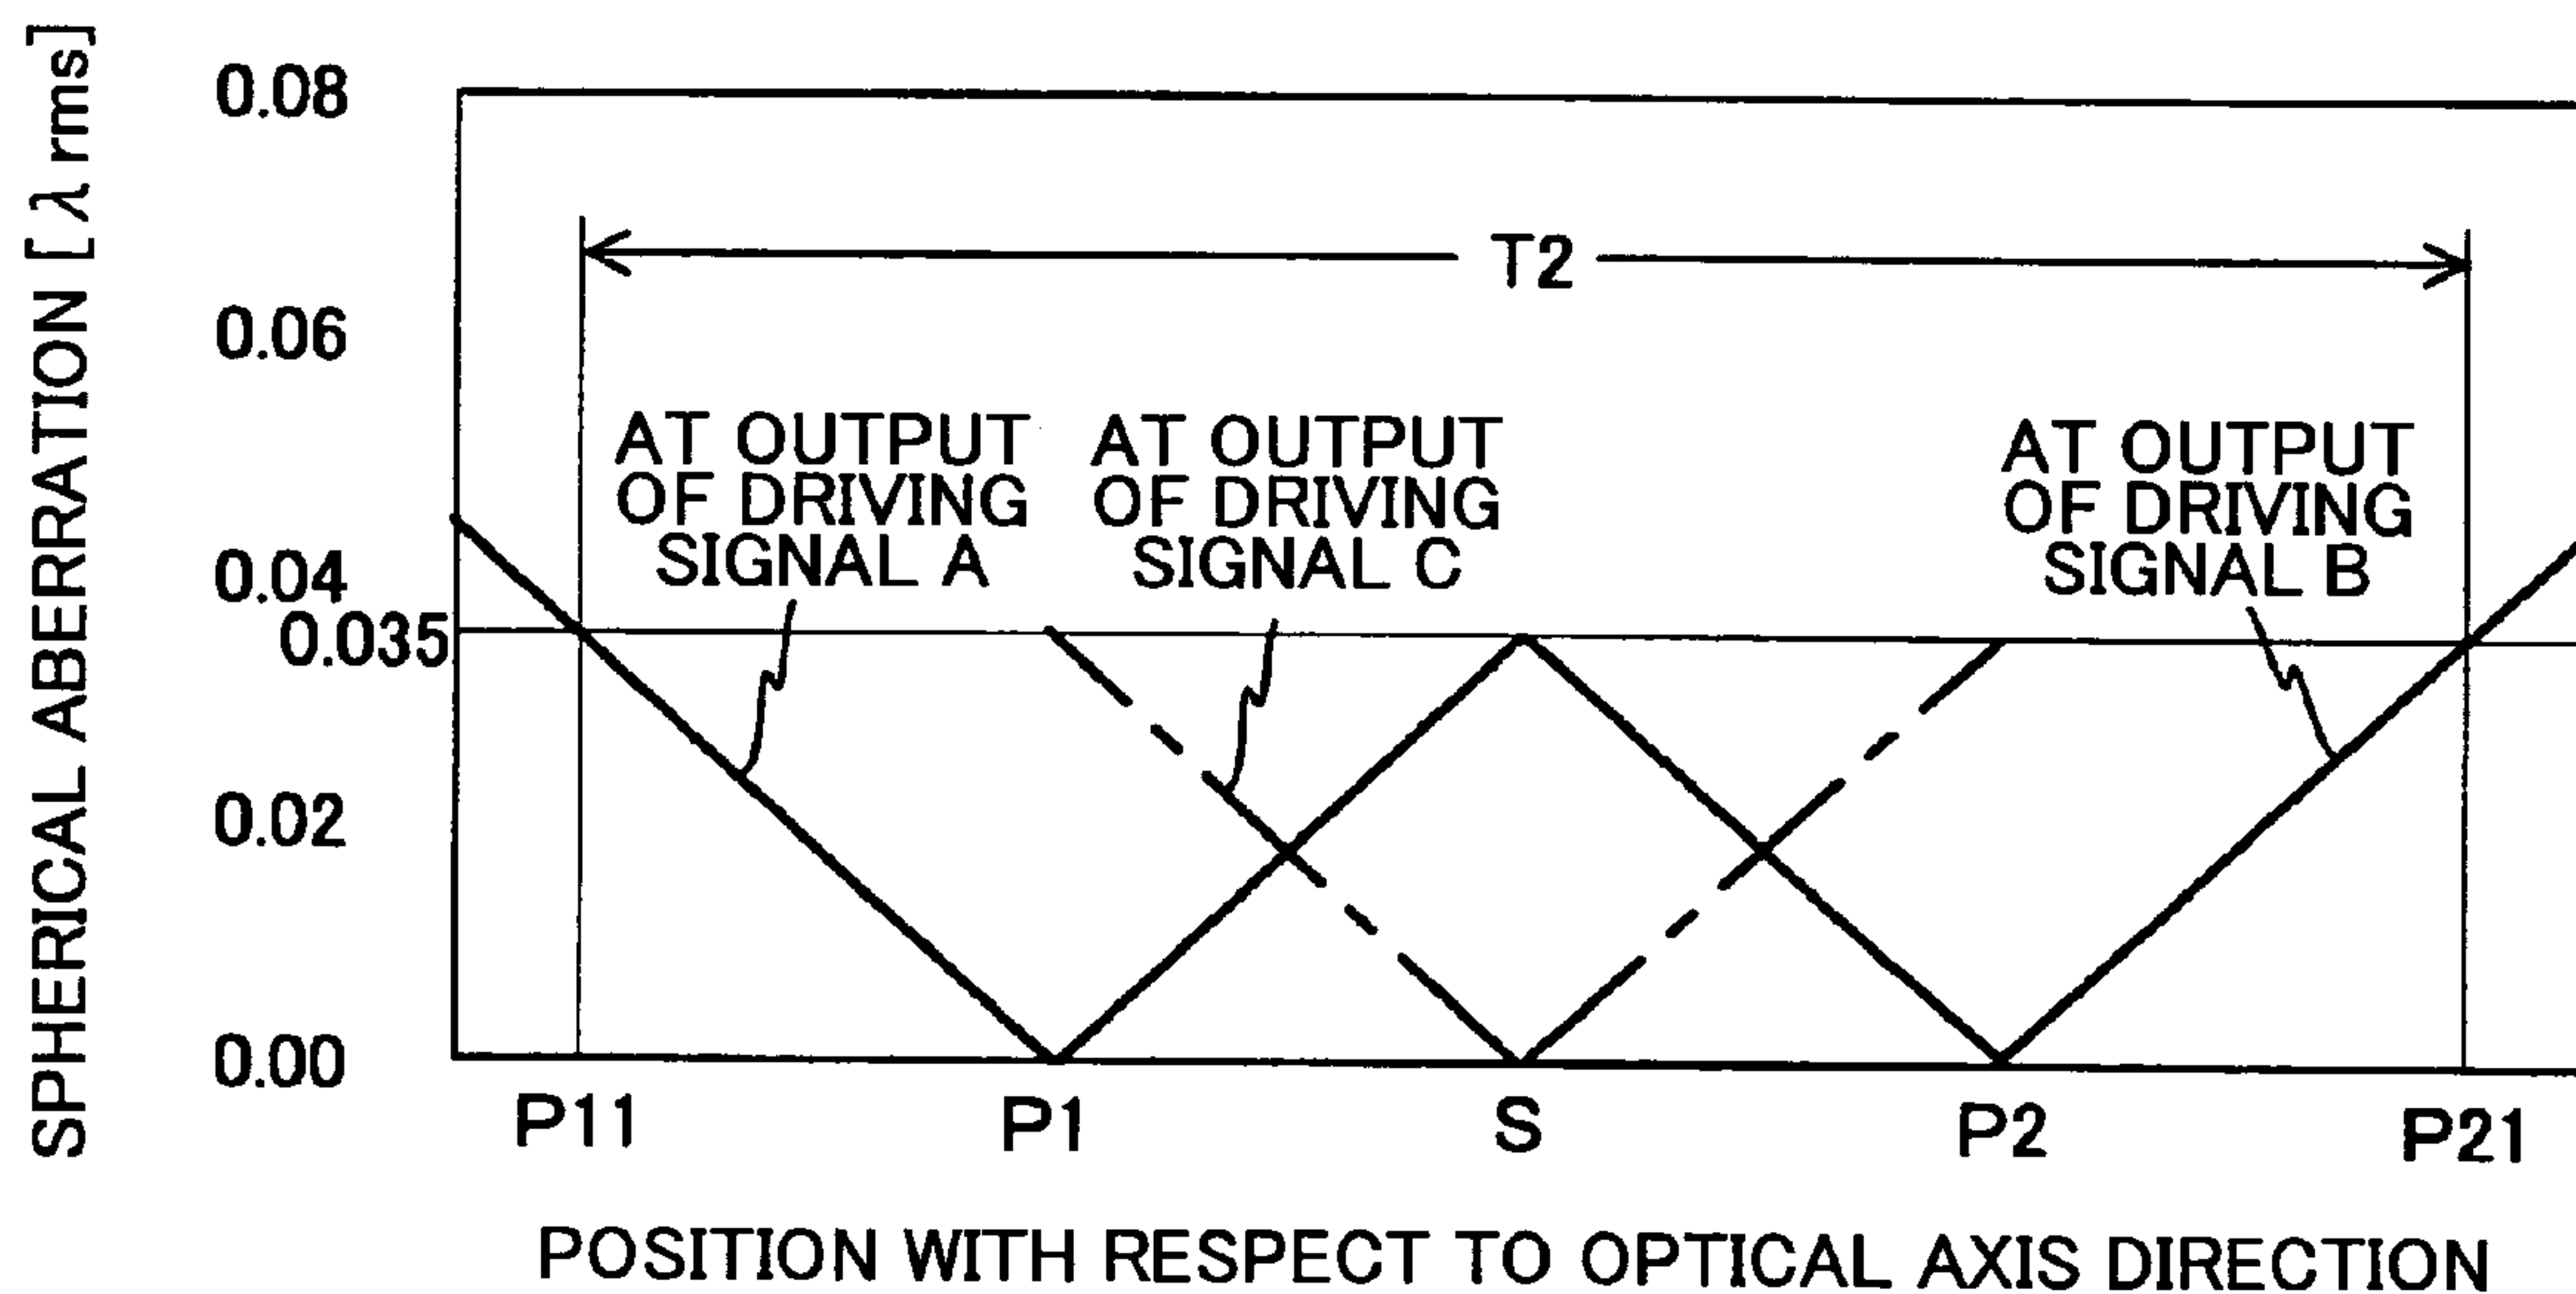 SPHERICAL ABERRATION [λ rms]
0.08
0.06
0.04
0.035
0.02
0.00
T2
AT OUTPUT
OF DRIVING
SIGNAL A
AT OUTPUT
OF DRIVING
SIGNAL C
AT OUTPUT
OF DRIVING
SIGNAL B
P11
P1
S
P2
P21
POSITION WITH RESPECT TO OPTICAL AXIS DIRECTION